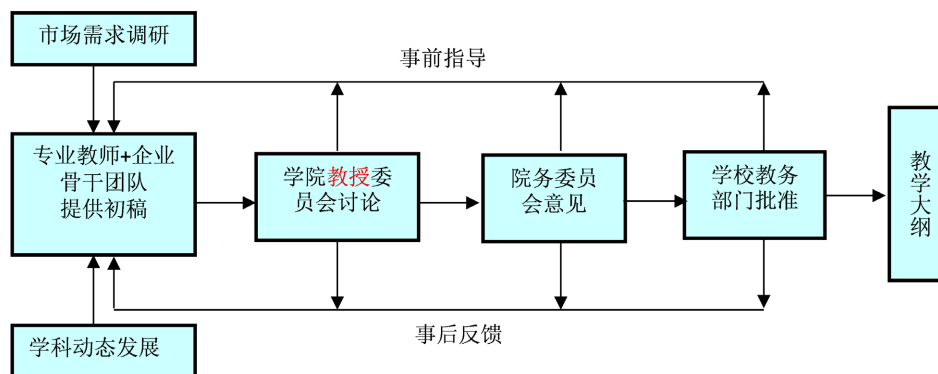 市场需求调研
事前指导
专业教师+企业
骨干团队
提供初稿
学院教授委
员会讨论
院务委员
会意见
学校教务
部门批准
教
学
大
纲
事后反馈
学科动态发展